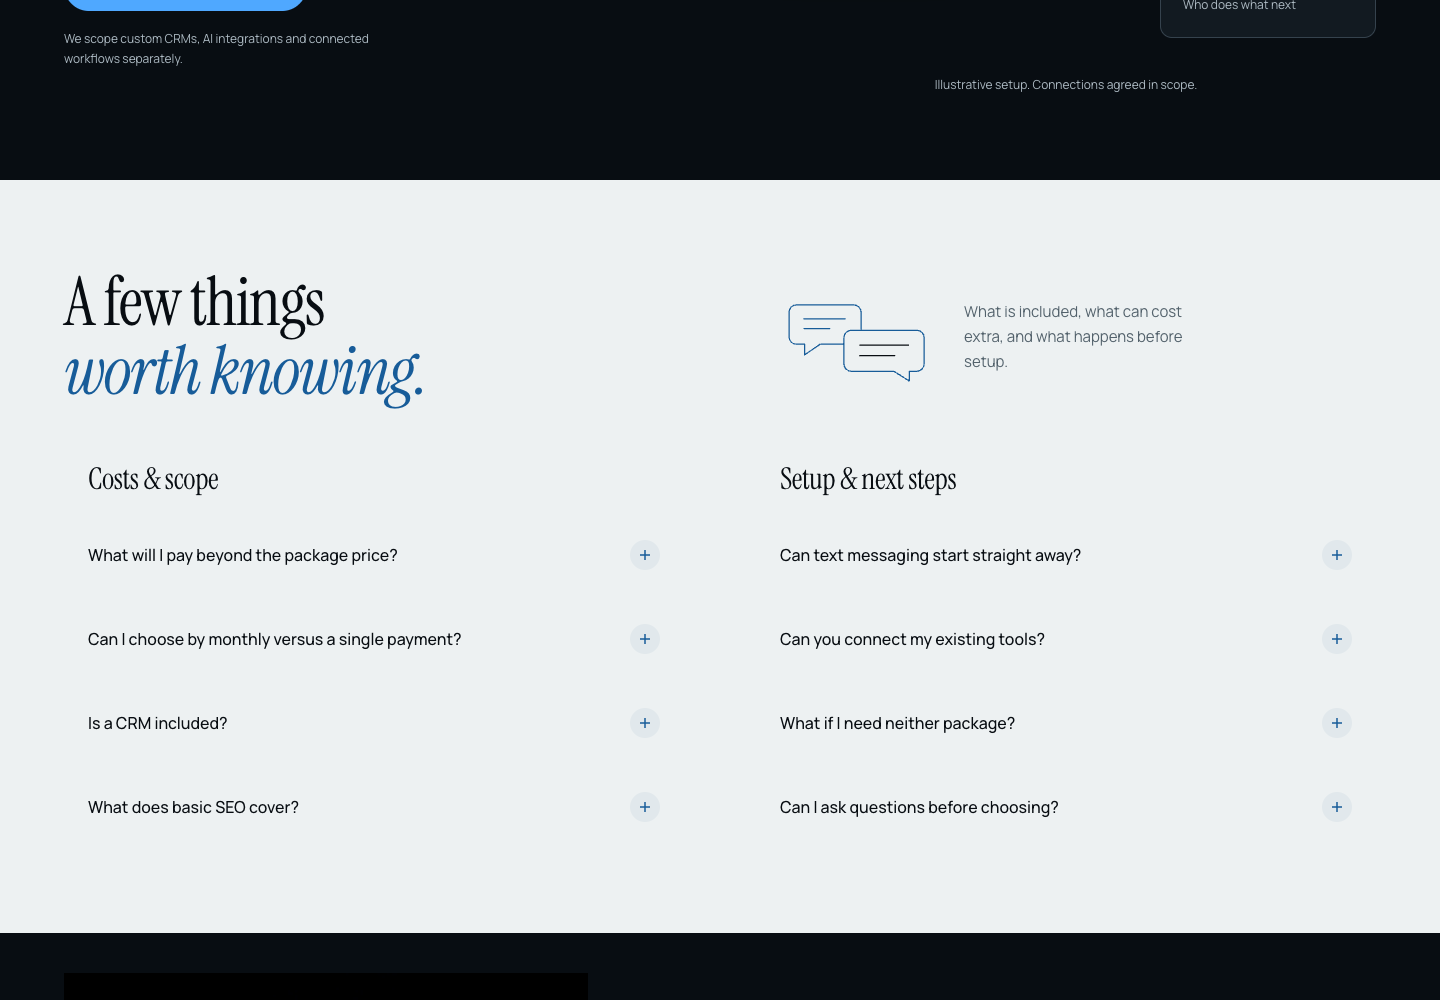 We scope custom CRMs, AI integrations and connected
workflows separately.
Who does what next
Illustrative setup. Connections agreed in scope.
A few things
worth knowing.
What is included, what can cost
extra, and what happens before
setup.
Costs & scope
What will I pay beyond the package price?
Can I choose by monthly versus a single payment?
Is a CRM included?
What does basic SEO cover?
Setup & next steps
Can text messaging start straight away?
Can you connect my existing tools?
What if I need neither package?
Can I ask questions before choosing?